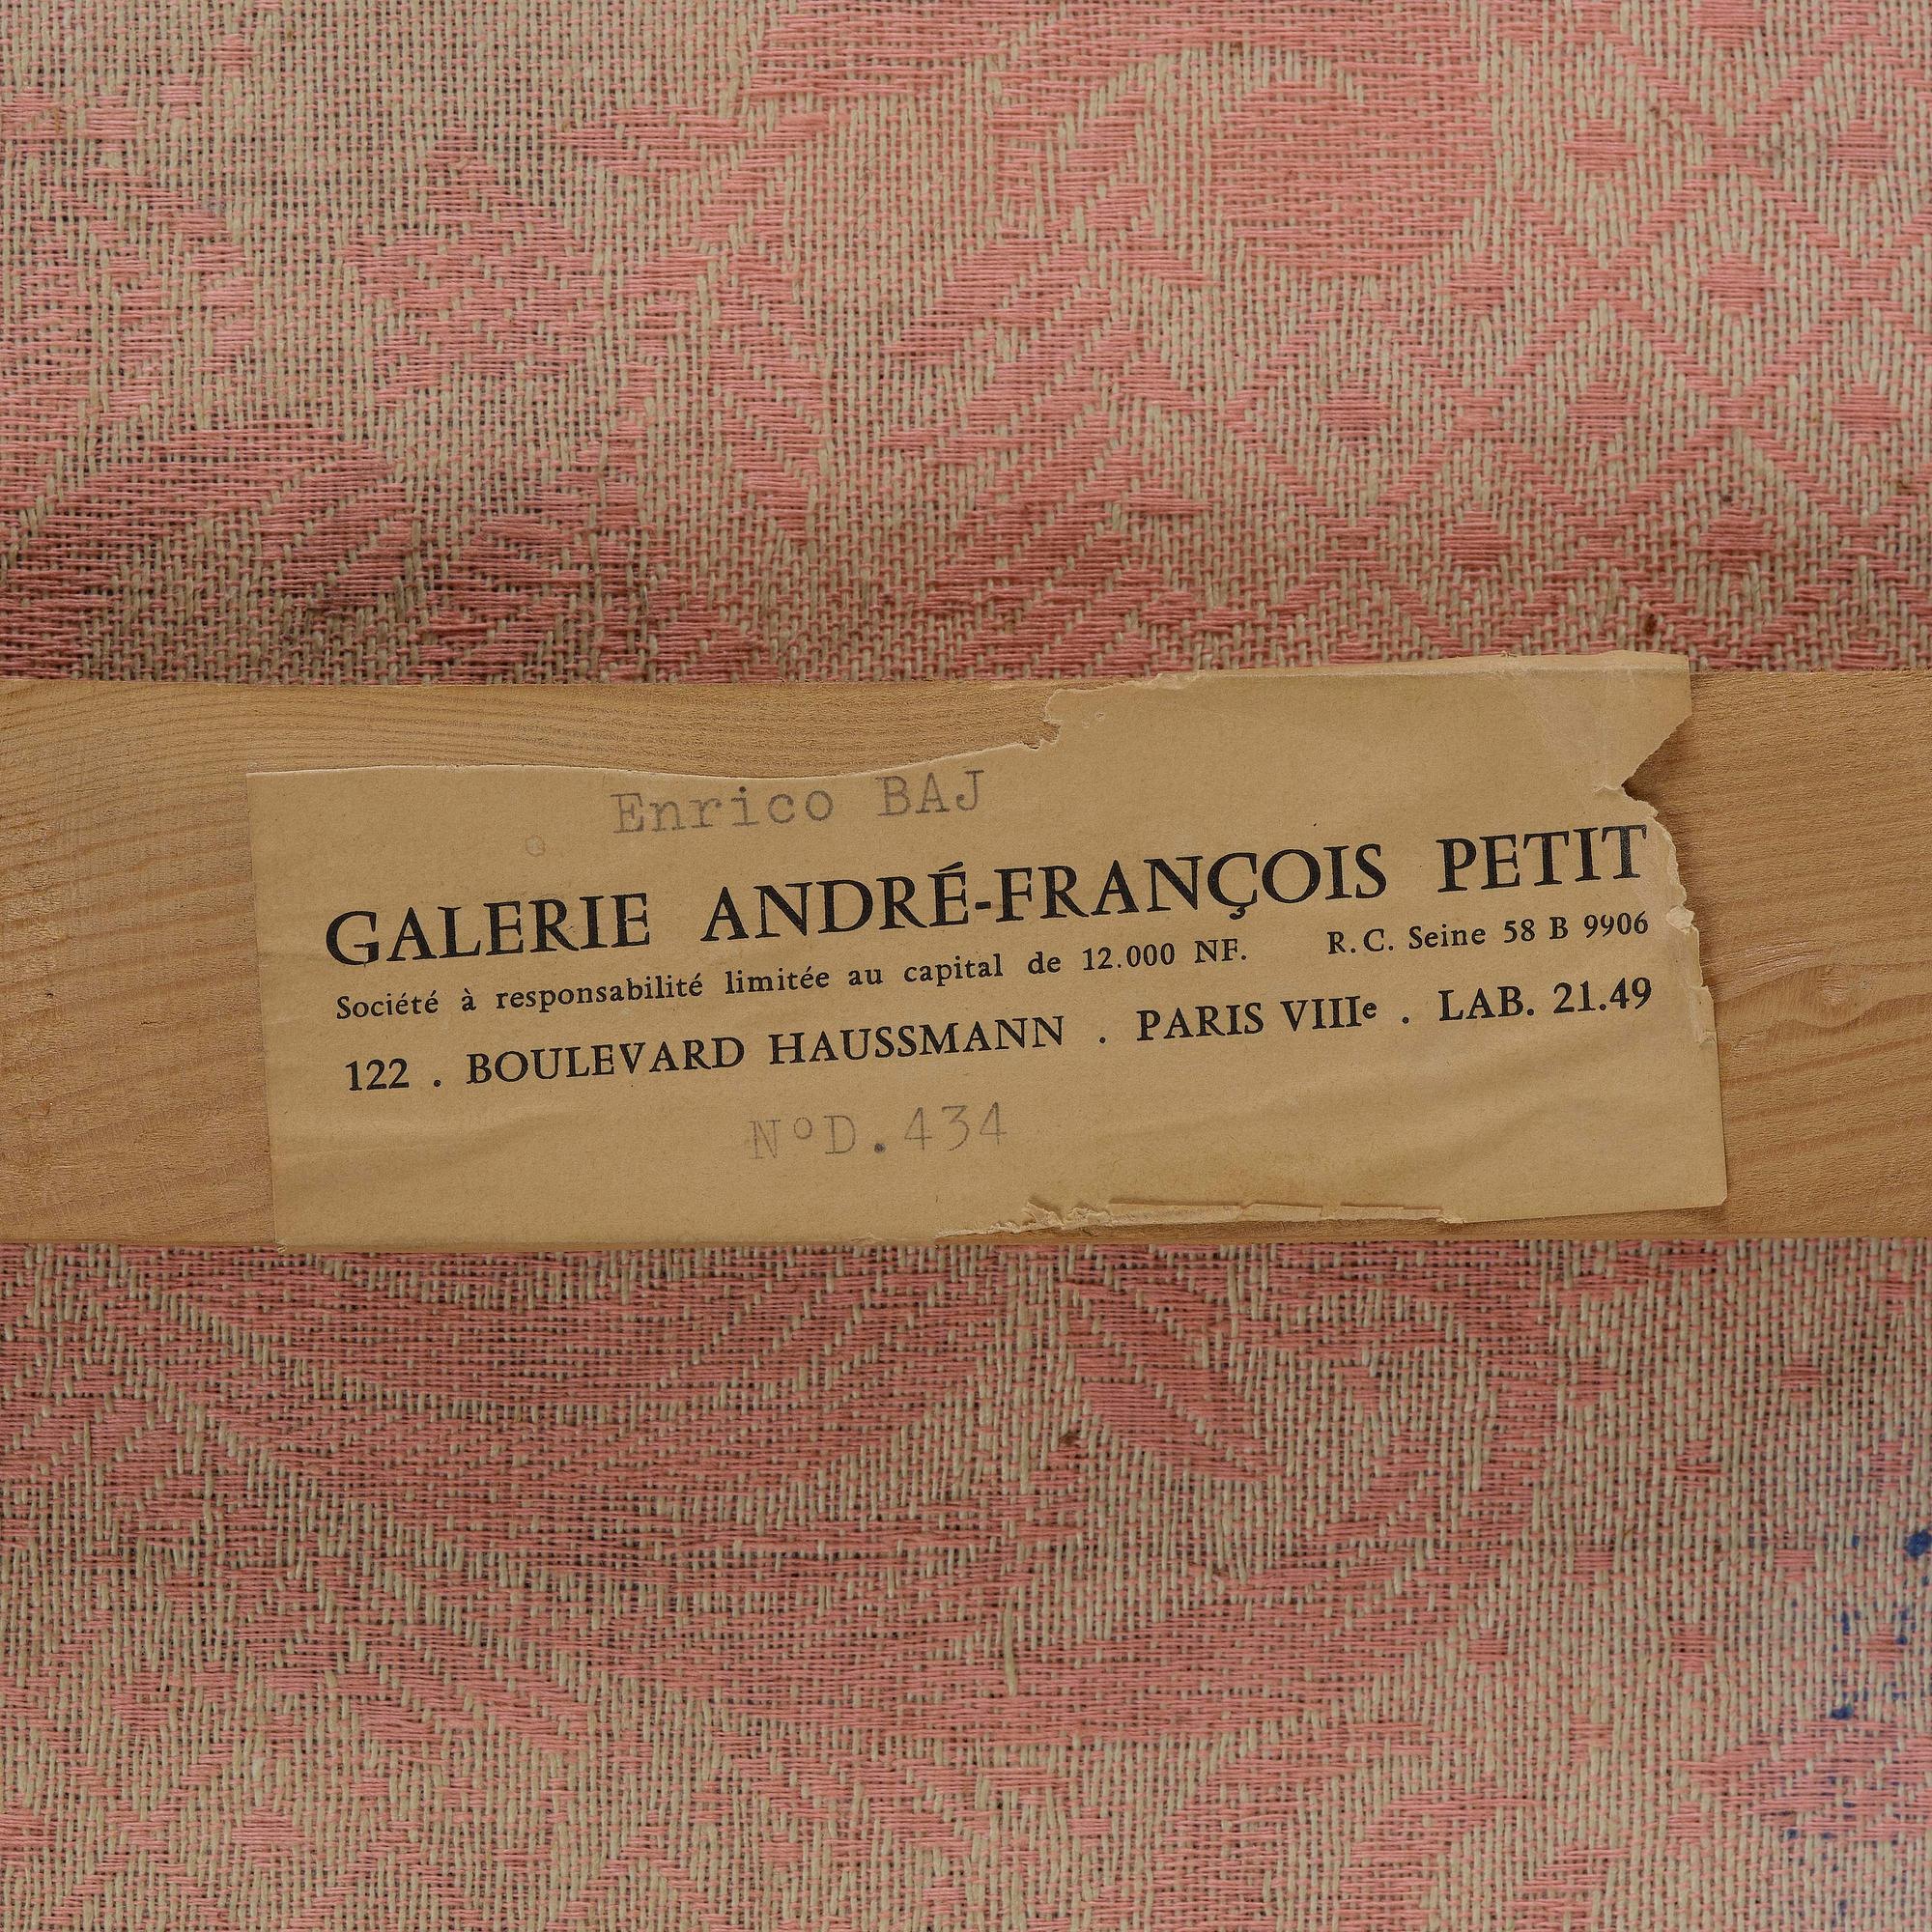 Enrico BAJ
GALERIE ANDRÉ-FRANÇOIS PETIT
Société à responsabilité limitée au capital de 12.000 NF. R.C. Seine 58 B 9906
122 . BOULEVARD HAUSSMANN . PARIS VIIIe . LAB. 21.49
NºD.434